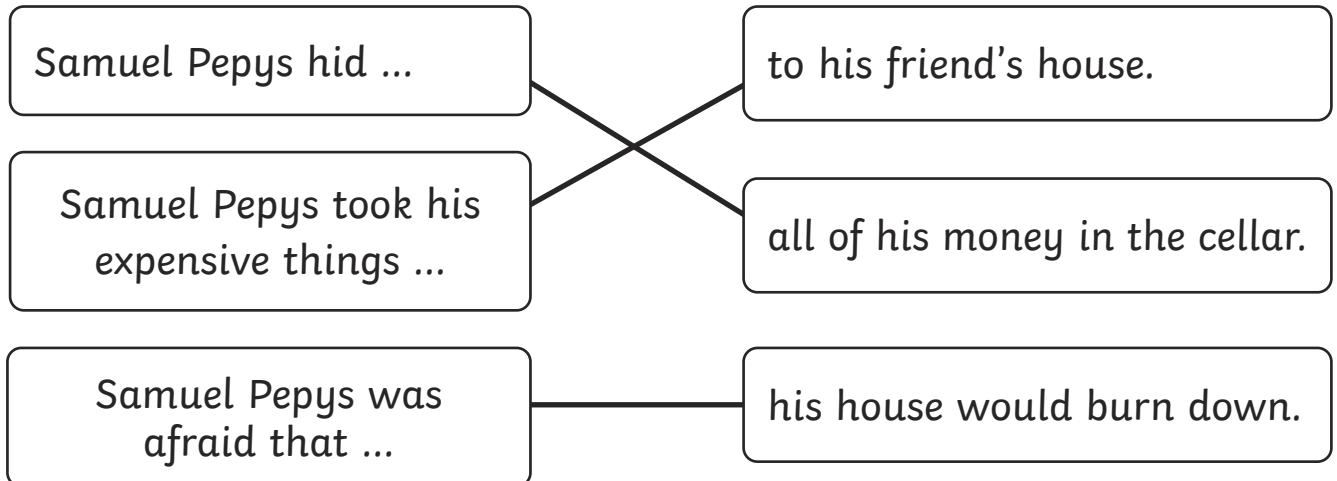 Samuel Pepys hid ...
to his friend’s house.
Samuel Pepys took his
expensive things ...
all of his money in the cellar.
Samuel Pepys was
afraid that ...
his house would burn down.